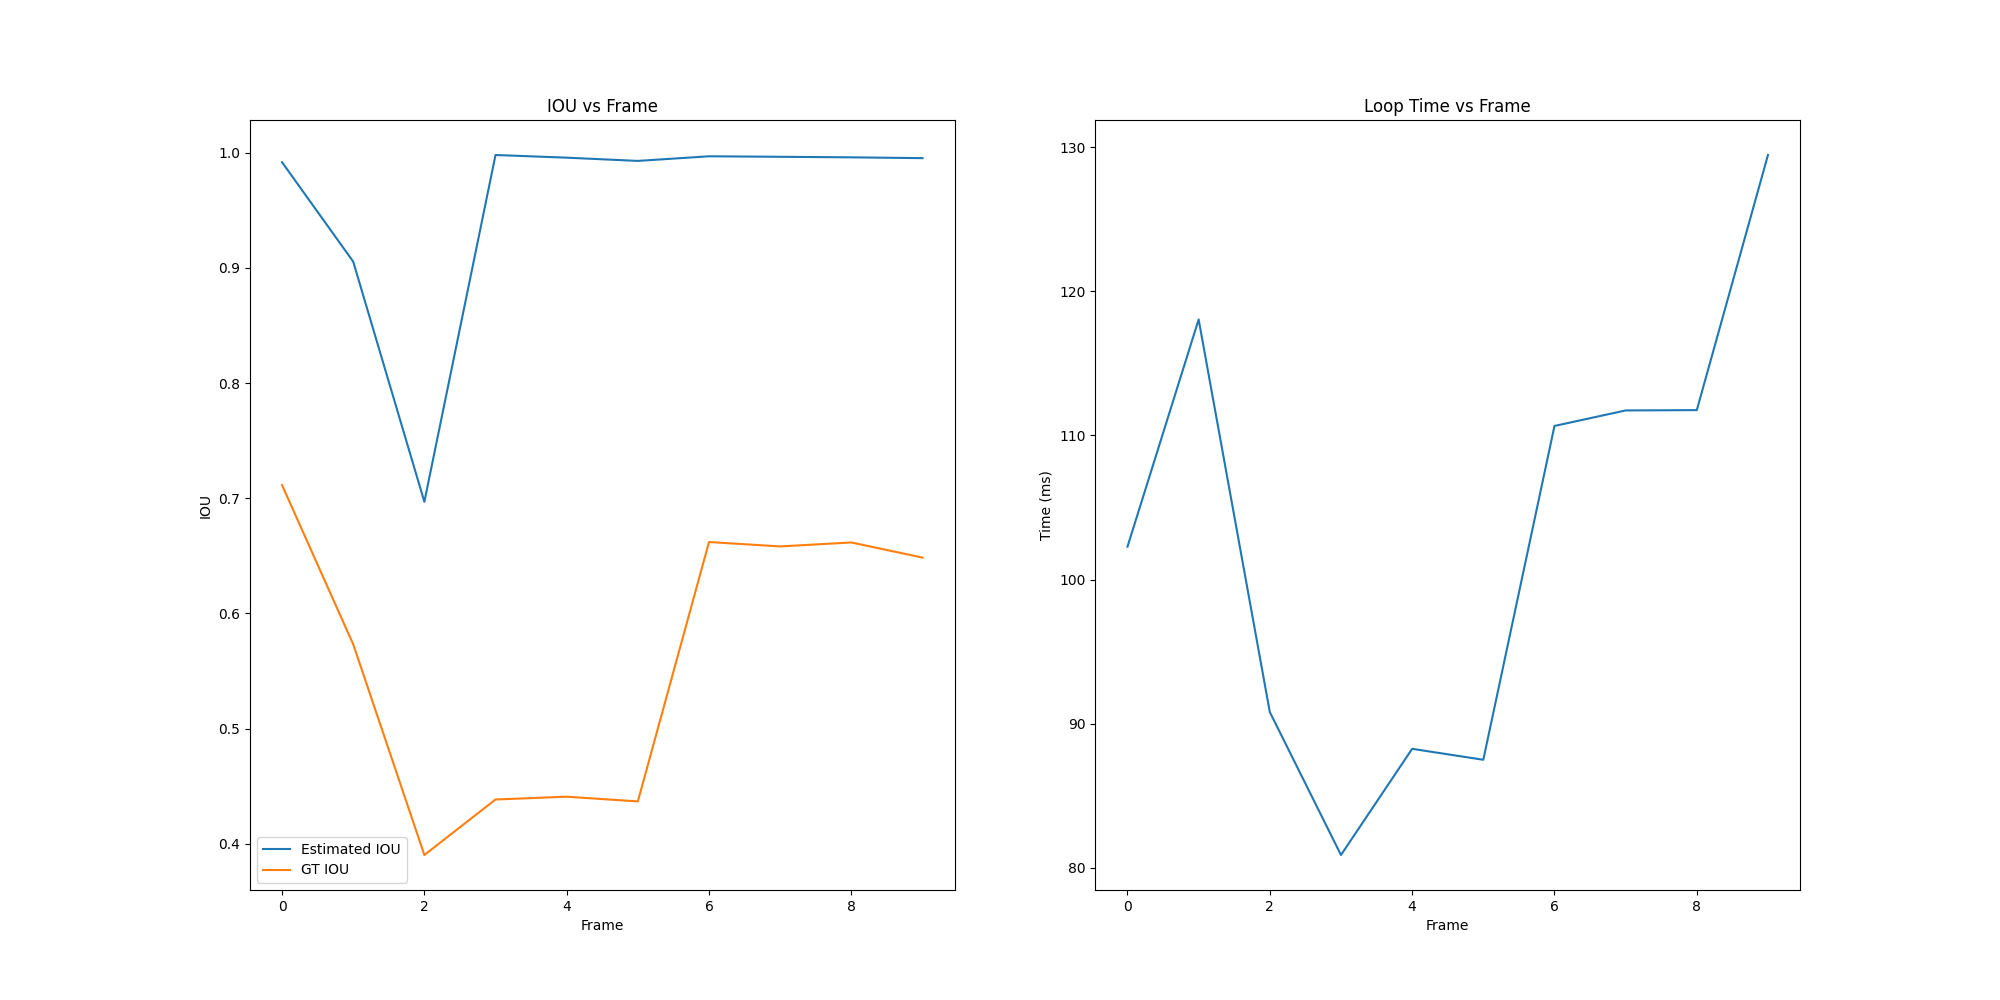 IOU vs Frame
1.0
0.9
0.8
0.7
0.6
0.5
0.4
IOU
Estimated IOU
GT IOU
0 2 4 6 8
Frame
Loop Time vs Frame
130
120
110
100
90
80
Time (ms)
0 2 4 6 8
Frame